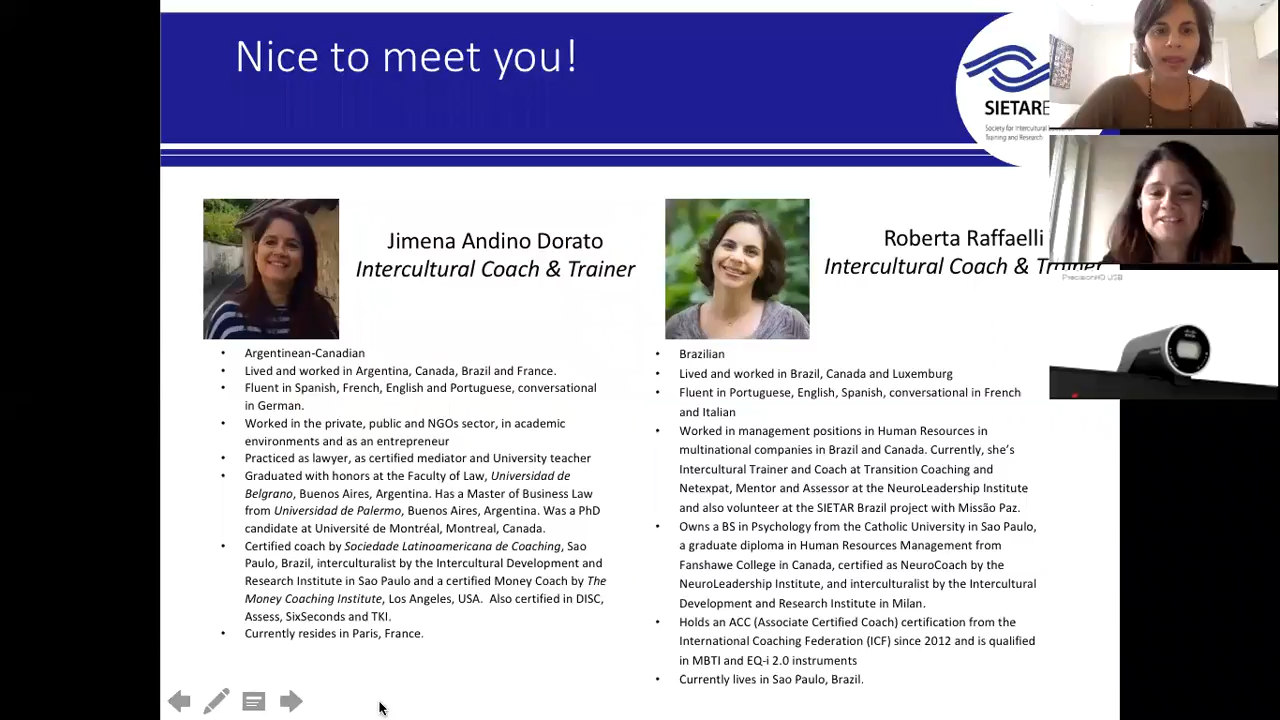 Nice to meet you!
SIETAR
Society for Intercultural
Training and Research
Jimena Andino Dorato
Intercultural Coach & Trainer
• Argentinean-Canadian
• Lived and worked in Argentina, Canada, Brazil and France.
• Fluent in Spanish, French, English and Portuguese, conversational
in German.
• Worked in the private, public and NGOs sector, in academic
environments and as an entrepreneur
• Practiced as lawyer, as certified mediator and University teacher
• Graduated with honors at the Faculty of Law, Universidad de
Belgrano, Buenos Aires, Argentina. Has a Master of Business Law
from Universidad de Palermo, Buenos Aires, Argentina. Was a PhD
candidate at Université de Montréal, Montreal, Canada.
• Certified coach by Sociedade Latinoamericana de Coaching, Sao
Paulo, Brazil, interculturalist by the Intercultural Development and
Research Institute in Sao Paulo and a certified Money Coach by The
Money Coaching Institute, Los Angeles, USA. Also certified in DISC,
Assess, SixSeconds and TKI.
• Currently resides in Paris, France.
Roberta Raffaelli
Intercultural Coach & Trainer
• Brazilian
• Lived and worked in Brazil, Canada and Luxemburg
• Fluent in Portuguese, English, Spanish, conversational in French
and Italian
• Worked in management positions in Human Resources in
multinational companies in Brazil and Canada. Currently, she's
Intercultural Trainer and Coach at Transition Coaching and
Netexpat, Mentor and Assessor at the NeuroLeadership Institute
and also volunteer at the SIETAR Brazil project with Missão Paz.
• Owns a BS in Psychology from the Catholic University in Sao Paulo,
a graduate diploma in Human Resources Management from
Fanshawe College in Canada, certified as NeuroCoach by the
NeuroLeadership Institute, and interculturalist by the Intercultural
Development and Research Institute in Milan.
• Holds an ACC (Associate Certified Coach) certification from the
International Coaching Federation (ICF) since 2012 and is qualified
in MBTI and EQ-i 2.0 instruments
• Currently lives in Sao Paulo, Brazil.
PrecisionHD USB